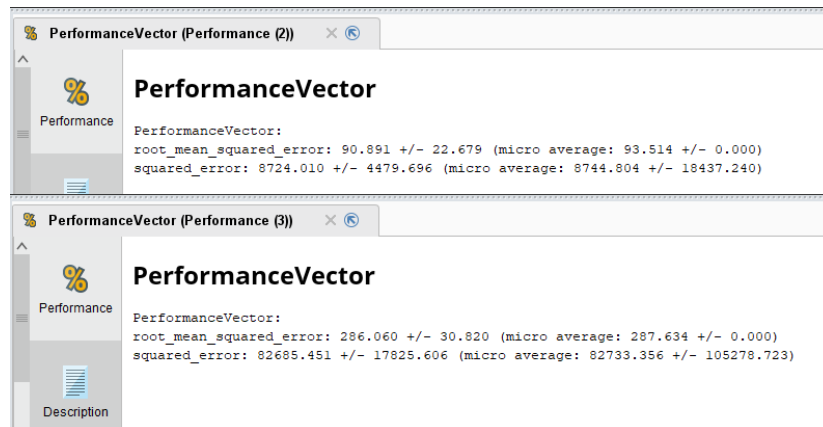 PerformanceVector (Performance (2))
Performance
PerformanceVector
PerformanceVector:
root_mean_squared_error: 90.891 +/- 22.679 (micro average: 93.514 +/- 0.000)
squared_error: 8724.010 +/- 4479.696 (micro average: 8744.804 +/- 18437.240)
PerformanceVector (Performance (3))
Performance
Description
PerformanceVector
PerformanceVector:
root_mean_squared_error: 286.060 +/- 30.820 (micro average: 287.634 +/- 0.000)
squared_error: 82685.451 +/- 17825.606 (micro average: 82733.356 +/- 105278.723)